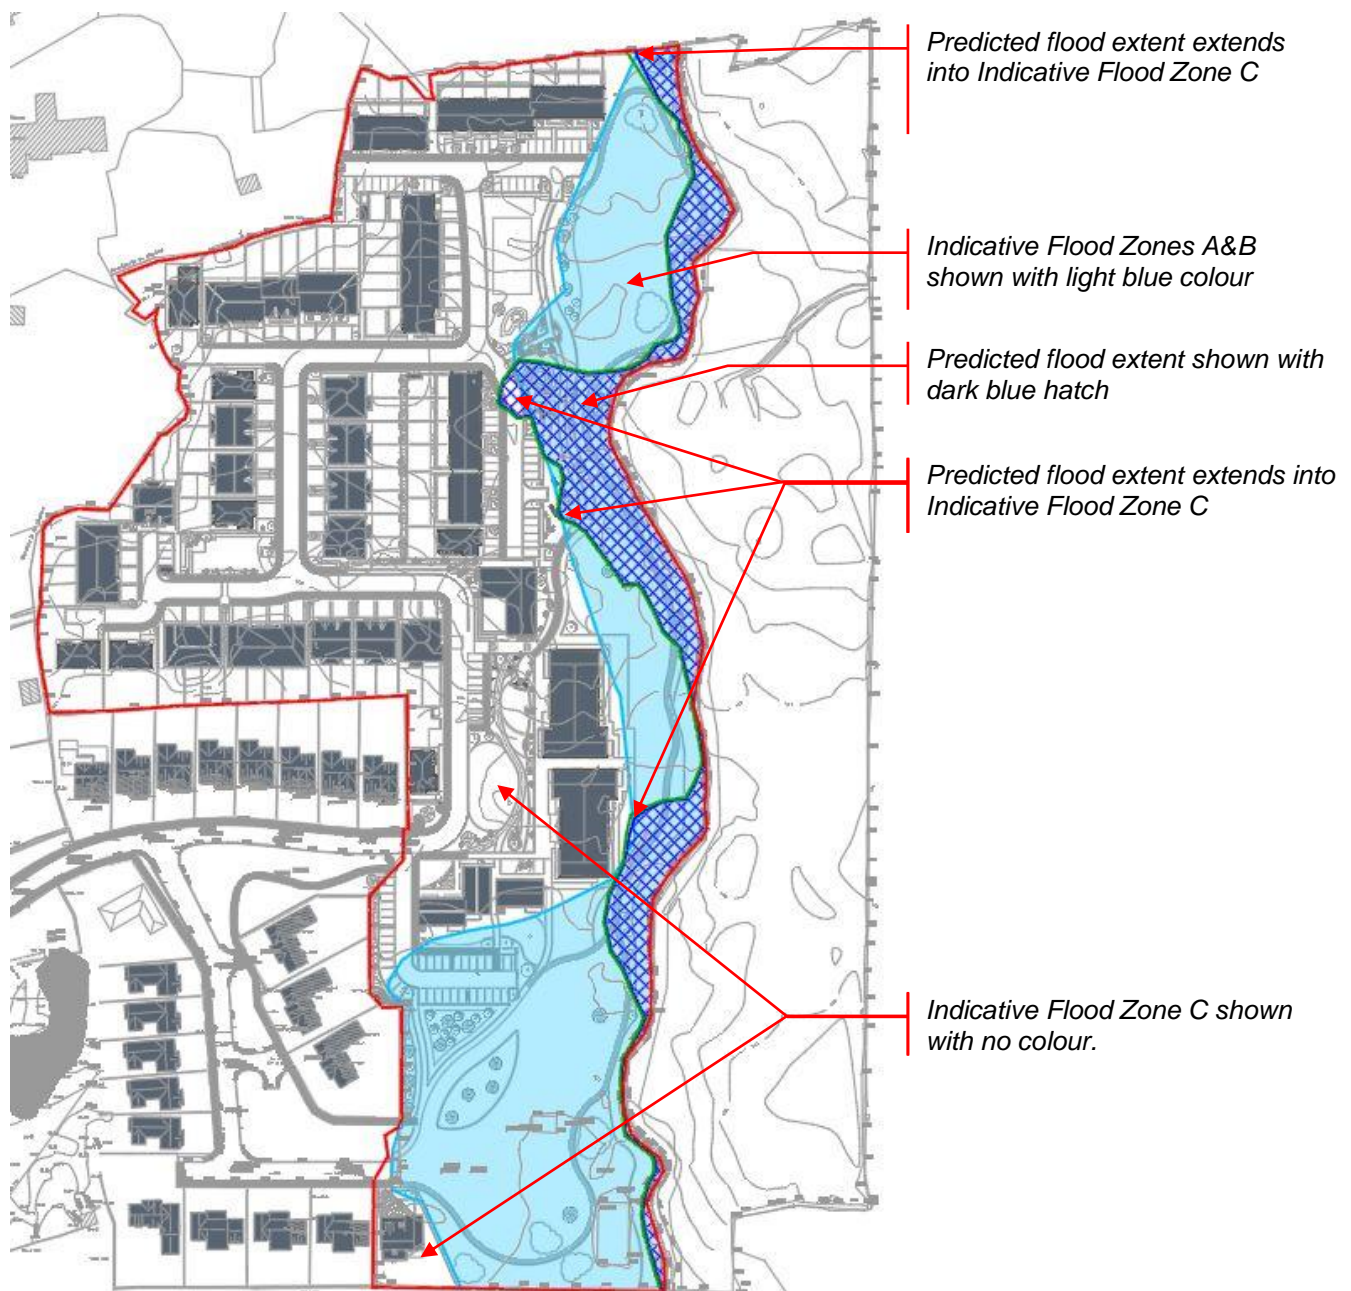 Predicted flood extent extends
into Indicative Flood Zone C
Indicative Flood Zones A&B
shown with light blue colour
Predicted flood extent shown with
dark blue hatch
Predicted flood extent extends into
Indicative Flood Zone C
Indicative Flood Zone C shown
with no colour.